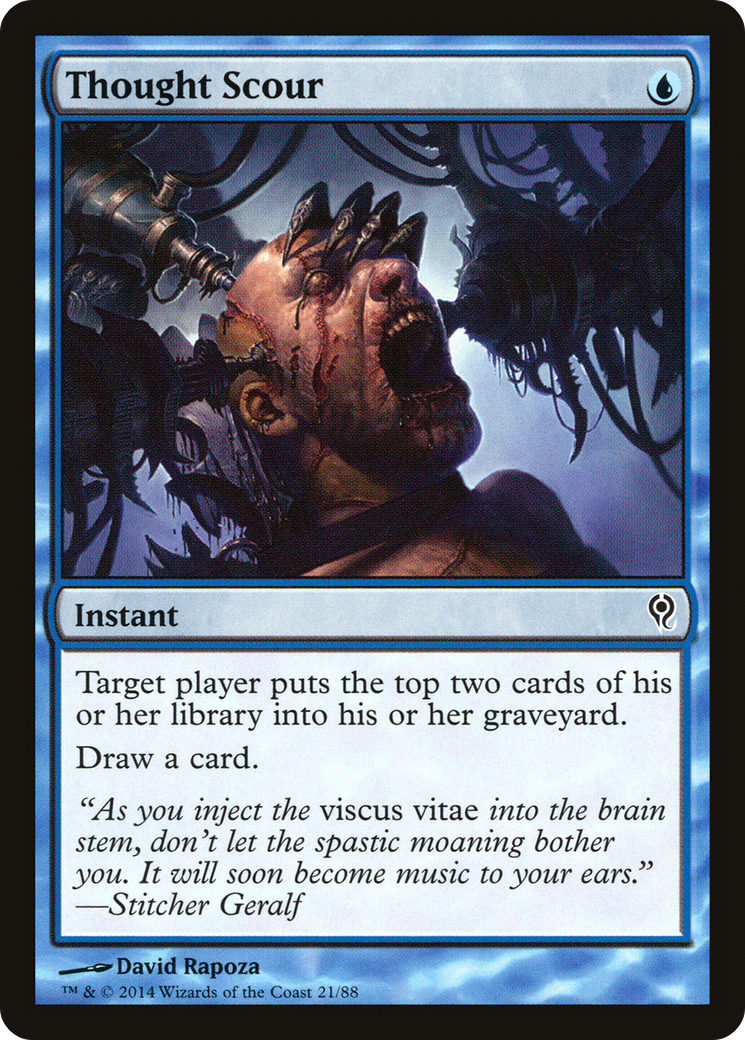 Thought Scour
Instant
Target player puts the top two cards of his
or her library into his or her graveyard.
Draw a card.
“As you inject the viscus vitae into the brain
stem, don’t let the spastic moaning bother
you. It will soon become music to your ears.”
—Stitcher Geralf
David Rapoza
™ & © 2014 Wizards of the Coast 21/88